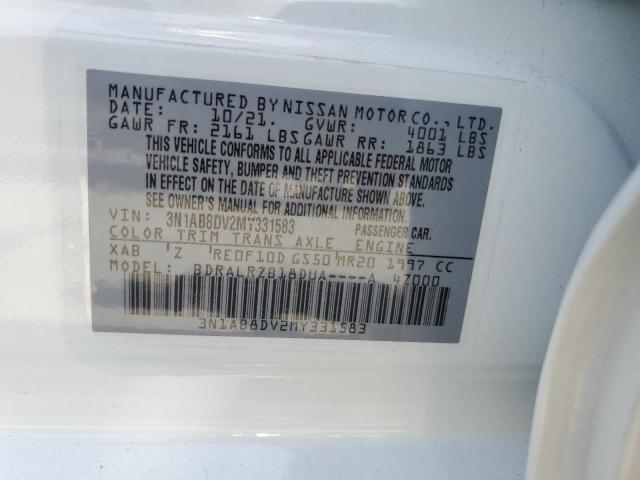 MANUFACTURED BY NISSAN MOTOR CO., LTD.
DATE: 10/21. GVWR: 4001 LBS
GAWR FR: 2161 LBS GAWR RR: 1863 LBS
THIS VEHICLE CONFORMS TO ALL APPLICABLE FEDERAL MOTOR
VEHICLE SAFETY, BUMPER AND THEFT PREVENTION STANDARDS
IN EFFECT ON THE DATE OF MANUFACTURE SHOWN ABOVE.
SEE OWNER'S MANUAL FOR ADDITIONAL INFORMATION.
VIN: 3N1AB8DV2MY331583 PASSENGER CAR.
COLOR TRIM TRANS AXLE ENGINE
XAB Z RE0F10D GS50 MR20 1997 CC
MODEL: BDRALRZB18DUA----A 4Z000
3N1AB8DV2MY331583